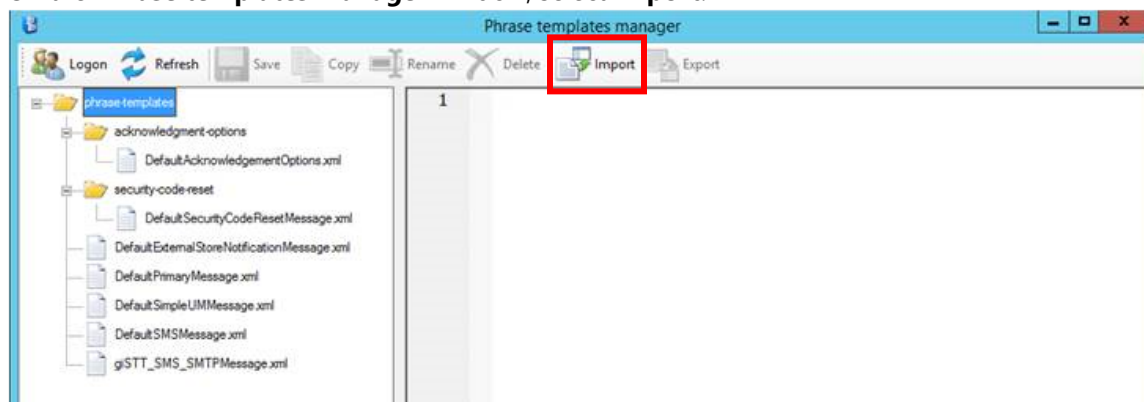 Phrase templates manager
Logon Refresh Save Copy Rename Delete Import Export
phrase-templates
1
acknowledgment-options
DefaultAcknowledgementOptions.xml
security-code-reset
DefaultSecurityCodeResetMessage.xml
DefaultExternalStoreNotificationMessage.xml
DefaultPrimaryMessage.xml
DefaultSimpleUMMessage.xml
DefaultSMSMessage.xml
giSTT_SMS_SMTPMessage.xml